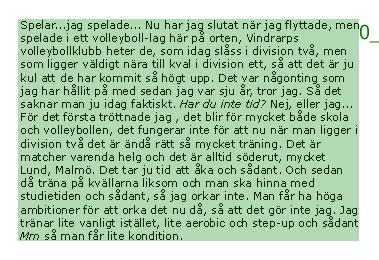 Spelar...jag spelade... Nu har jag slutat när jag flyttade, men
spelade i ett volleyboll-lag här på orten, Vindrarps
volleybollklubb heter de, som idag slåss i division två, men
som ligger väldigt nära till kval i division ett, så att det är ju
kul att de har kommit så högt upp. Det var någonting som
jag har hållit på med sedan jag var sju år, tror jag. Så det
saknar man ju idag faktiskt. Har du inte tid? Nej, eller jag...
För det första tröttnade jag , det blir för mycket både skola
och volleybollen, det fungerar inte för att nu när man ligger i
division två det är ändå rätt så mycket träning. Det är
matcher varenda helg och det är alltid söderut, mycket
Lund, Malmö. Det tar ju tid att åka och sådant. Och sedan
då träna på kvällarna liksom och man ska hinna med
studietiden och sådant, så jag orkar inte. Man får ha höga
ambitioner för att orka det nu då, så att det gör inte jag. Jag
tränar lite vanligt istället, lite aerobic och step-up och sådant
Mm så man får lite kondition.